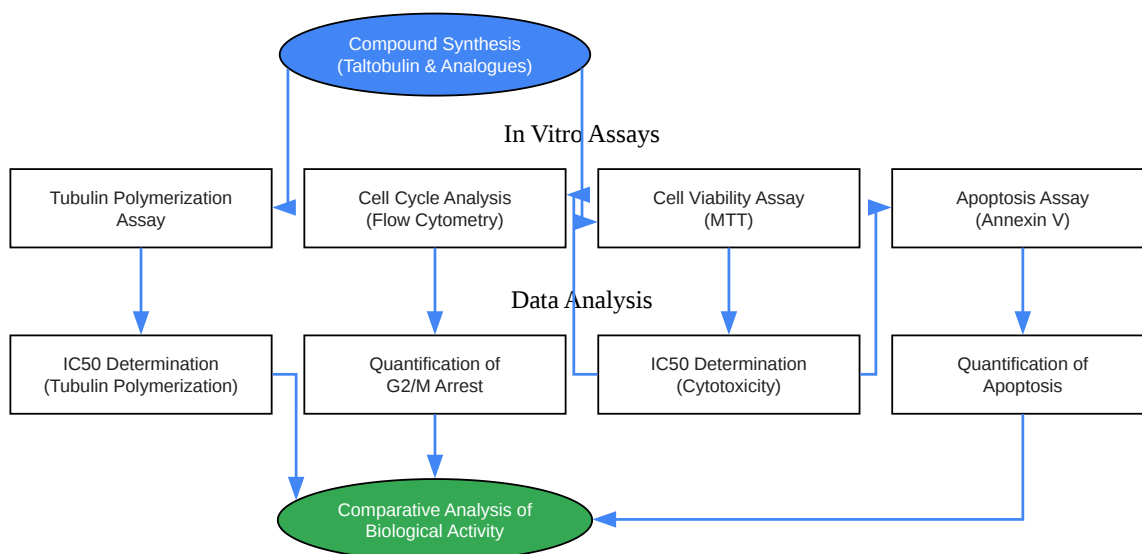 Compound Synthesis
(Taltobulin & Analogues)
In Vitro Assays
Tubulin Polymerization
Assay
Cell Cycle Analysis
(Flow Cytometry)
Cell Viability Assay
(MTT)
Apoptosis Assay
(Annexin V)
Data Analysis
IC50 Determination
(Tubulin Polymerization)
Quantification of
G2/M Arrest
IC50 Determination
(Cytotoxicity)
Quantification of
Apoptosis
Comparative Analysis of
Biological Activity